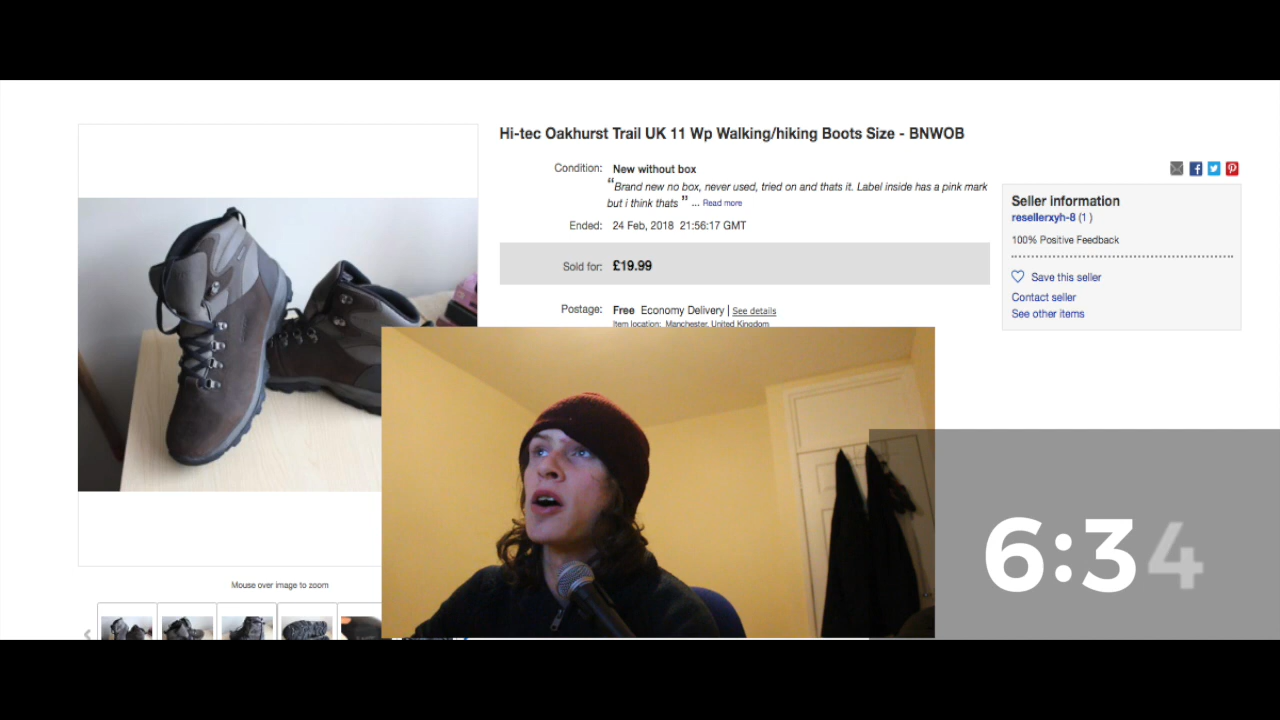 Hi-tec Oakhurst Trail UK 11 Wp Walking/hiking Boots Size - BNWOB
Condition: New without box
“Brand new no box, never used, tried on and thats it. Label inside has a pink mark
but i think thats ” ... Read more
Ended: 24 Feb, 2018 21:56:17 GMT
Sold for: £19.99
Postage: Free Economy Delivery | See details
Item location: Manchester, United Kingdom
Seller information
resellerxyh-8 (1 )
100% Positive Feedback
Save this seller
Contact seller
See other items
Mouse over image to zoom
6:34